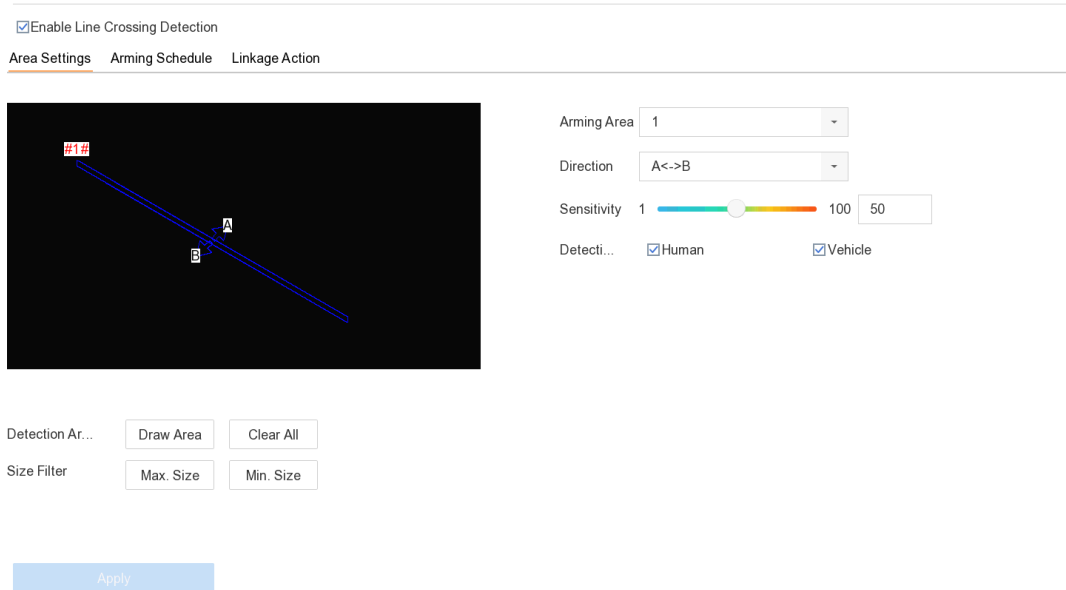 Enable Line Crossing Detection
Area Settings Arming Schedule Linkage Action
#1#
A
B
Arming Area 1
Direction A<->B
Sensitivity 1 100 50
Detecti... Human Vehicle
Detection Ar... Draw Area Clear All
Size Filter Max. Size Min. Size
Apply